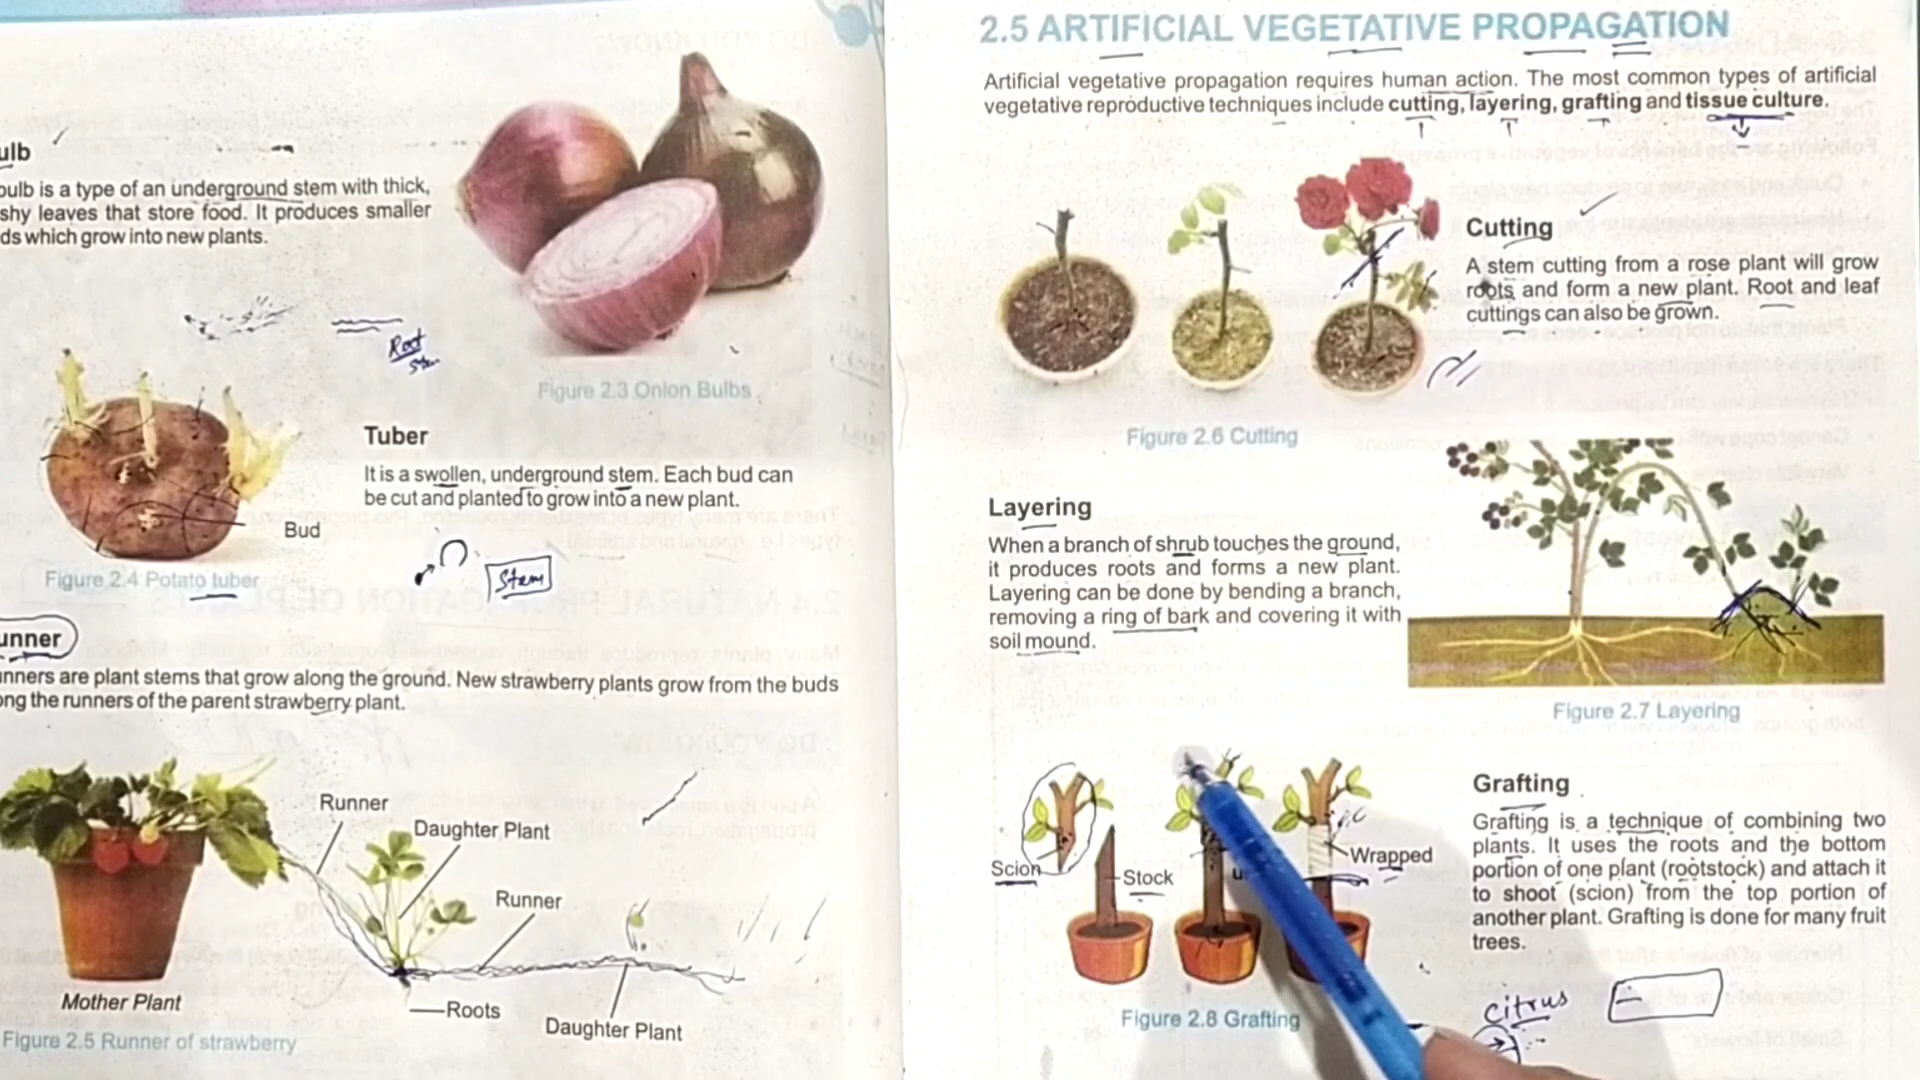 ulb
bulb is a type of an underground stem with thick,
shy leaves that store food. It produces smaller
ds which grow into new plants.
Root
Figure 2.3 Onion Bulbs
Tuber
It is a swollen, underground stem. Each bud can
be cut and planted to grow into a new plant.
Bud
Figure 2.4 Potato tuber
Stem
unner
nners are plant stems that grow along the ground. New strawberry plants grow from the buds
ong the runners of the parent strawberry plant.
Runner
Daughter Plant
Runner
Roots
Mother Plant
Daughter Plant
Figure 2.5 Runner of strawberry
2.5 ARTIFICIAL VEGETATIVE PROPAGATION
Artificial vegetative propagation requires human action. The most common types of artificial
vegetative reproductive techniques include cutting, layering, grafting and tissue culture.
Cutting
A stem cutting from a rose plant will grow
roots and form a new plant. Root and leaf
cuttings can also be grown.
Figure 2.6 Cutting
Layering
When a branch of shrub touches the ground,
it produces roots and forms a new plant.
Layering can be done by bending a branch,
removing a ring of bark and covering it with
soil mound.
Figure 2.7 Layering
Scion
Stock
Wrapped
Figure 2.8 Grafting
Grafting
Grafting is a technique of combining two
plants. It uses the roots and the bottom
portion of one plant (rootstock) and attach it
to shoot (scion) from the top portion of
another plant. Grafting is done for many fruit
trees.
citrus